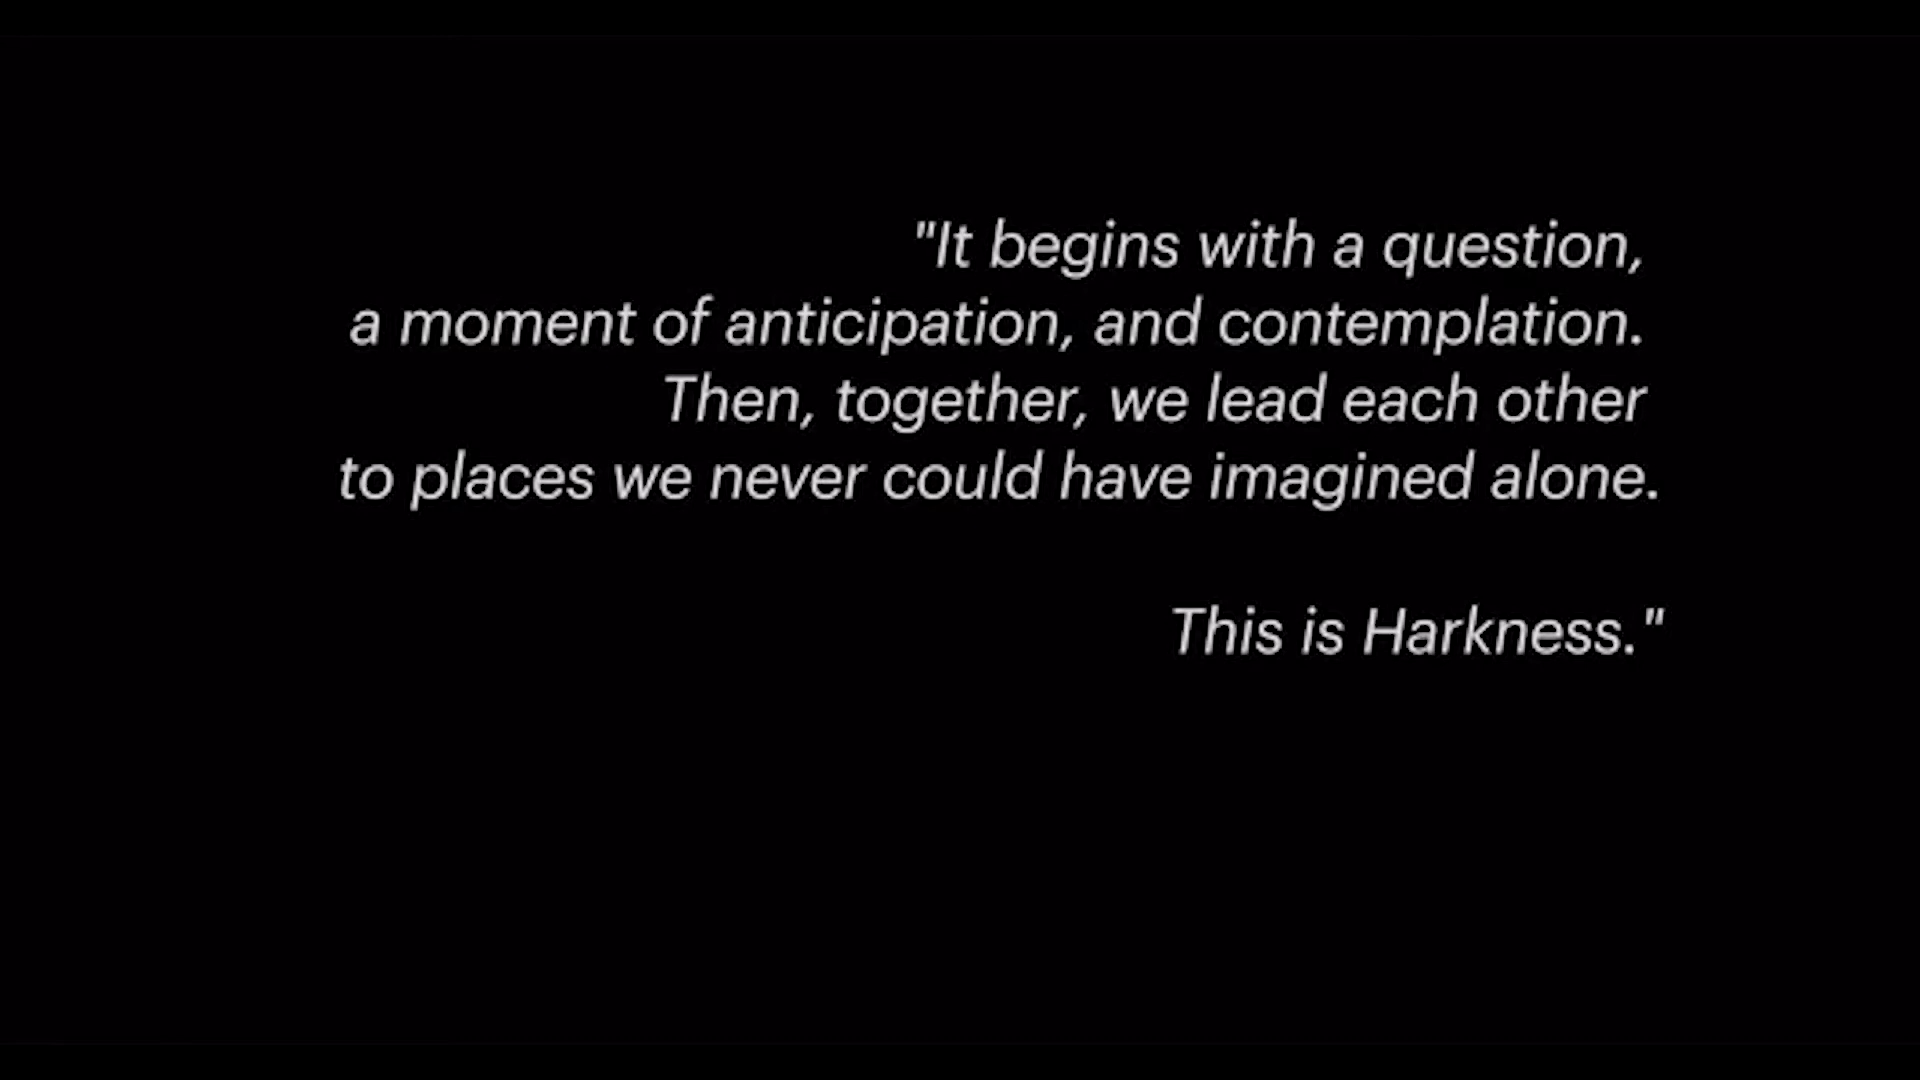 "It begins with a question,
a moment of anticipation, and contemplation.
Then, together, we lead each other
to places we never could have imagined alone.
This is Harkness."